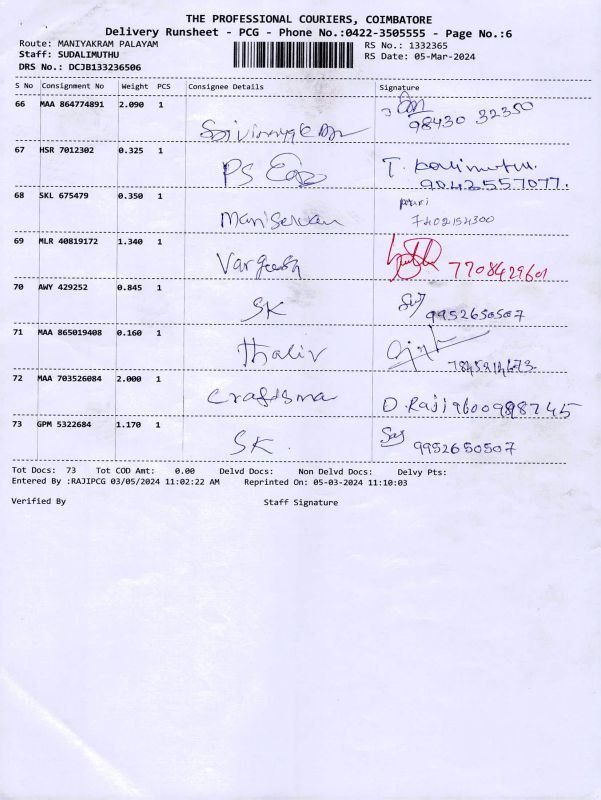 THE PROFESSIONAL COURIERS, COIMBATORE
Delivery Runsheet - PCG - Phone No.:0422-3505555 - Page No.:6
Route: MANIYAKRAM PALAYAM
RS No.: 1332365
Staff: SUDALIMUTHU
RS Date: 05-Mar-2024
DRS No.: DCJB133236506
S No Consignment No Weight PCS Consignee Details Signature
66 MAA 864774891 2.090 1
98430 32350
67 HSR 7012302 0.325 1 PS
T. 9042557077.
68 SKL 675479 0.350 1 Maniselvan
7402154300
69 MLR 40819172 1.340 1 Vargeesh 7708429601
70 AWY 429252 0.845 1 SK 9952650507
71 MAA 865019408 0.160 1 Thaliv
72 MAA 703526084 2.000 1 Craftsma D. Raji 9600988745
73 GPM 5322684 1.170 1 SK. 9952650507
Tot Docs: 73 Tot COD Amt: 0.00 Delvd Docs: Non Delvd Docs: Delvy Pts:
Entered By :RAJIPCG 03/05/2024 11:02:22 AM Reprinted On: 05-03-2024 11:10:03
Verified By Staff Signature